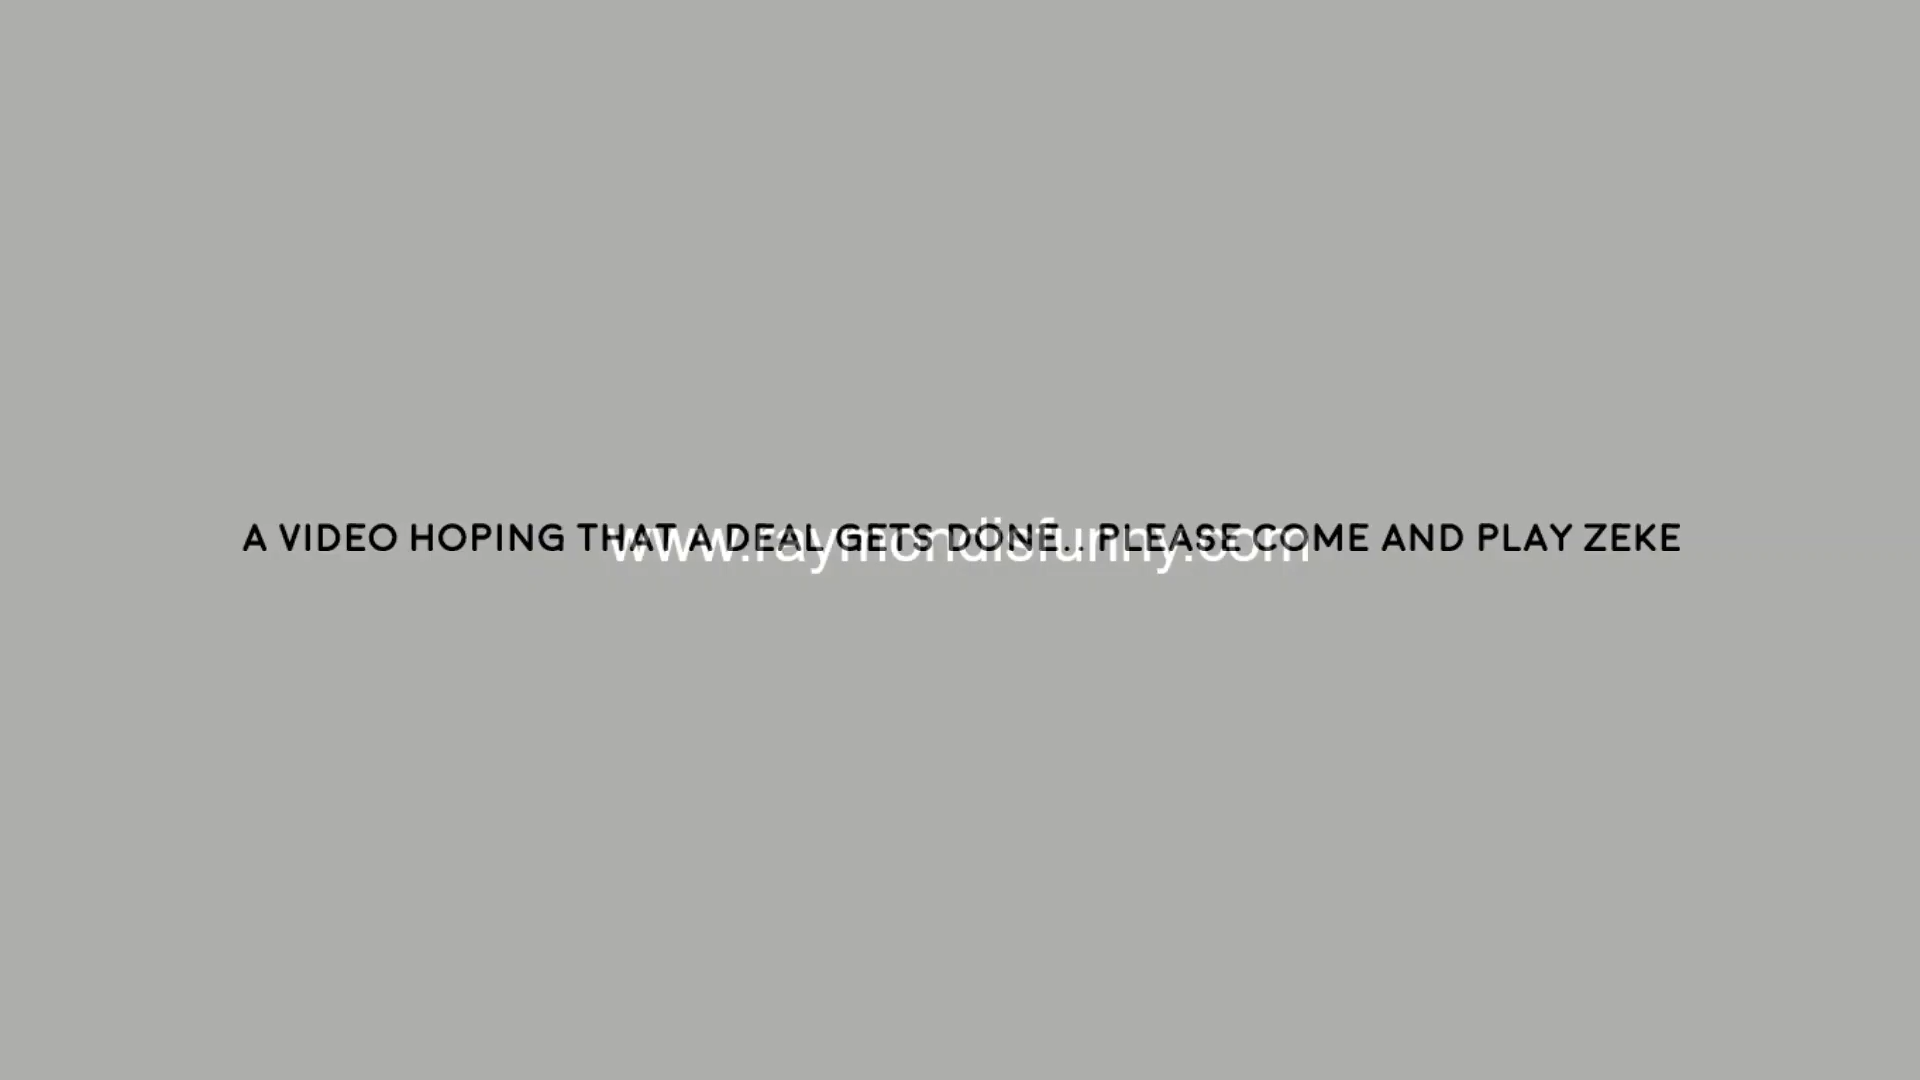 A VIDEO HOPING THAT A DEAL GETS DONE.. PLEASE COME AND PLAY ZEKE
www.raymondisfunny.com